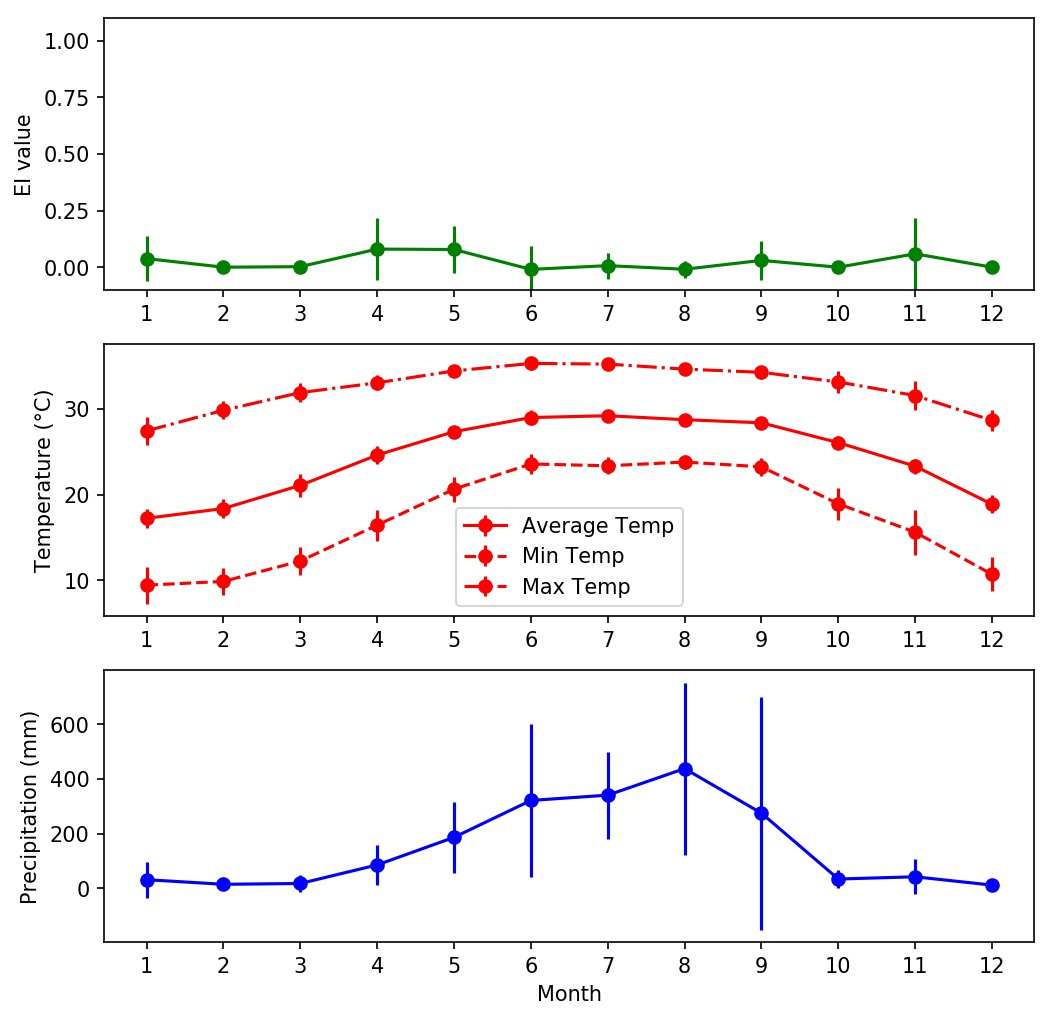 EI value
1.00
0.75
0.50
0.25
0.00
1 2 3 4 5 6 7 8 9 10 11 12
Temperature (°C)
30
20
10
Average Temp
Min Temp
Max Temp
1 2 3 4 5 6 7 8 9 10 11 12
Precipitation (mm)
600
400
200
0
1 2 3 4 5 6 7 8 9 10 11 12
Month